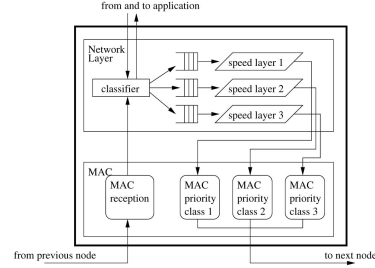 from and to application
Network
Layer
classifier
speed layer 1
speed layer 2
speed layer 3
MAC
MAC
reception
MAC
priority
class 1
MAC
priority
class 2
MAC
priority
class 3
from previous node
to next node